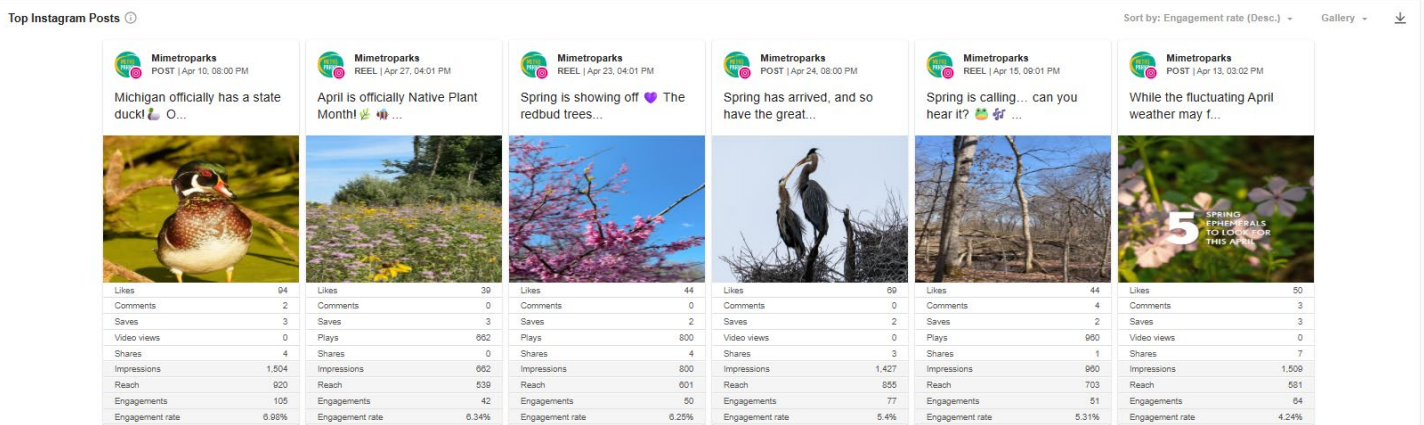 Top Instagram Posts
Sort by: Engagement rate (Desc.)
Gallery
Mimetroparks
POST | Apr 10, 08:00 PM
Michigan officially has a state
duck! 🦆 O...
Likes 94
Comments 2
Saves 3
Video views 0
Shares 4
Impressions 1,504
Reach 920
Engagements 105
Engagement rate 6.98%
Mimetroparks
REEL | Apr 27, 04:01 PM
April is officially Native Plant
Month! 🌿 🐝 ...
Likes 39
Comments 0
Saves 3
Plays 662
Shares 0
Impressions 662
Reach 539
Engagements 42
Engagement rate 6.34%
Mimetroparks
REEL | Apr 23, 04:01 PM
Spring is showing off 💜 The
redbud trees...
Likes 44
Comments 0
Saves 2
Plays 800
Shares 4
Impressions 800
Reach 601
Engagements 50
Engagement rate 6.25%
Mimetroparks
POST | Apr 24, 08:00 PM
Spring has arrived, and so
have the great...
Likes 69
Comments 0
Saves 2
Video views 0
Shares 3
Impressions 1,427
Reach 855
Engagements 77
Engagement rate 5.4%
Mimetroparks
REEL | Apr 15, 09:01 PM
Spring is calling... can you
hear it? 🐸 🎶 ...
Likes 44
Comments 4
Saves 2
Plays 960
Shares 1
Impressions 960
Reach 703
Engagements 51
Engagement rate 5.31%
Mimetroparks
POST | Apr 13, 03:02 PM
While the fluctuating April
weather may f...
5 SPRING
EPHEMERALS
TO LOOK FOR
THIS APRIL
Likes 50
Comments 3
Saves 3
Video views 0
Shares 7
Impressions 1,509
Reach 581
Engagements 64
Engagement rate 4.24%